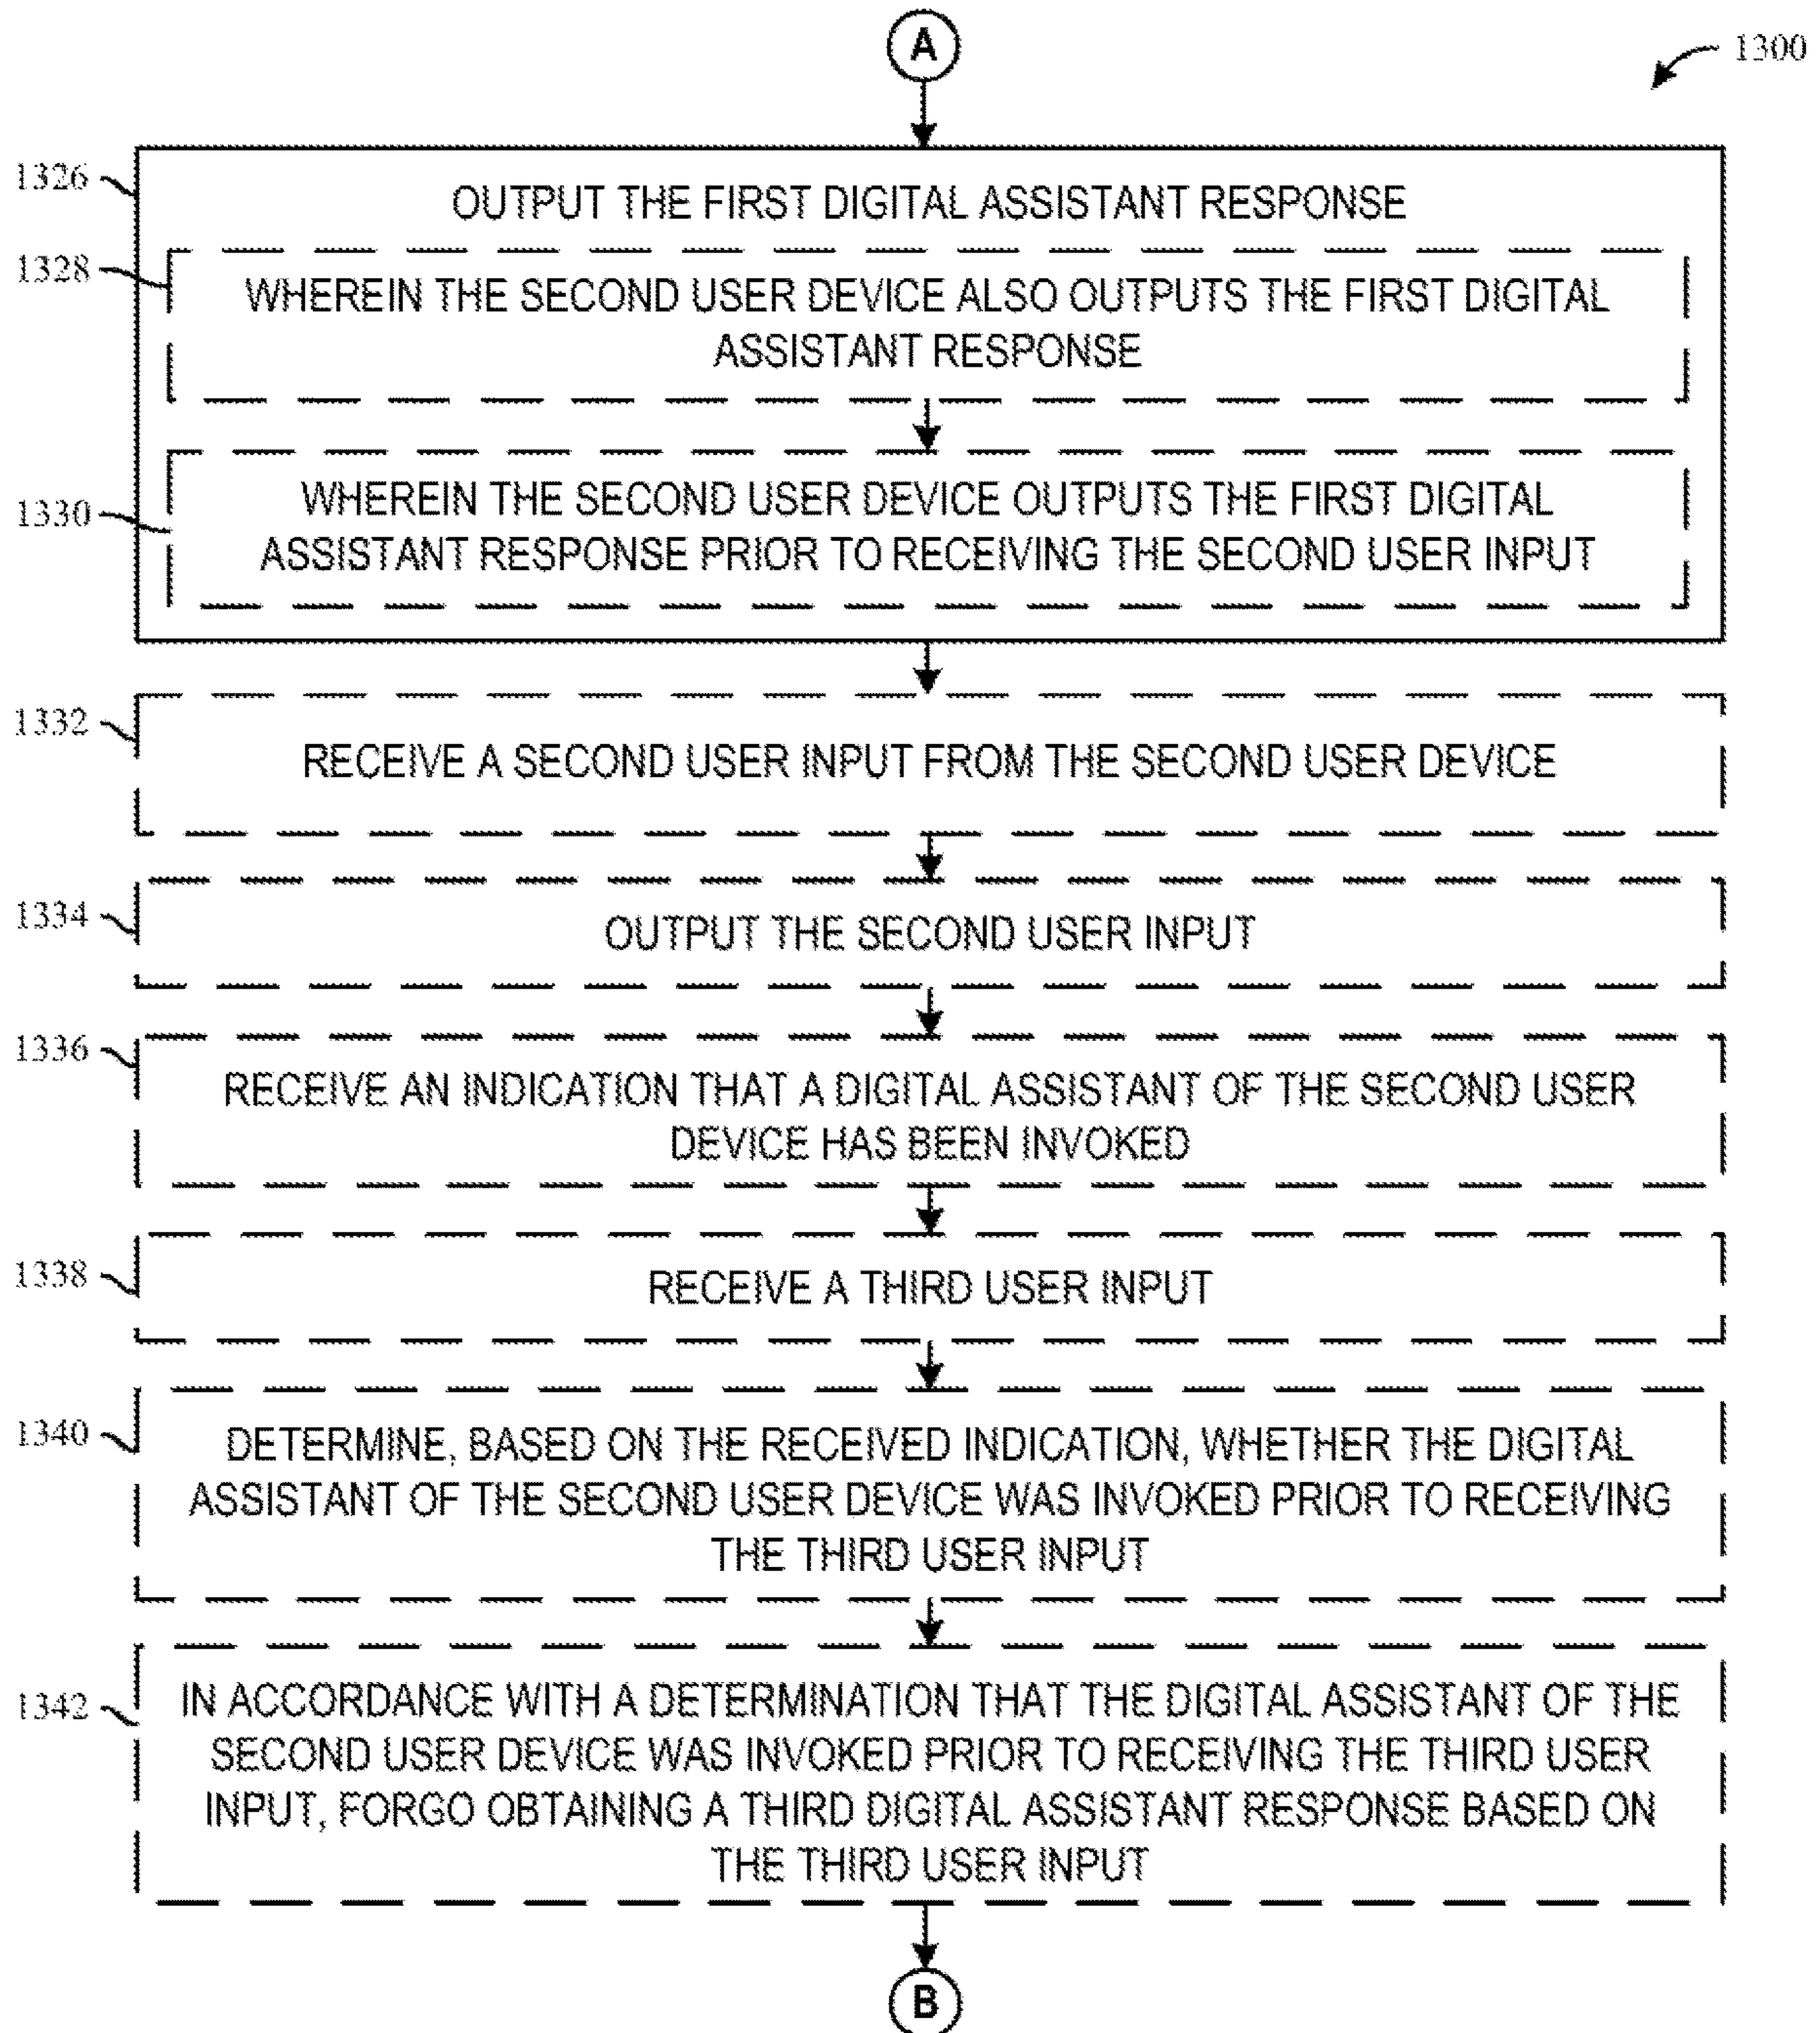 A
1300
1326
OUTPUT THE FIRST DIGITAL ASSISTANT RESPONSE
1328
WHEREIN THE SECOND USER DEVICE ALSO OUTPUTS THE FIRST DIGITAL
ASSISTANT RESPONSE
1330
WHEREIN THE SECOND USER DEVICE OUTPUTS THE FIRST DIGITAL
ASSISTANT RESPONSE PRIOR TO RECEIVING THE SECOND USER INPUT
1332
RECEIVE A SECOND USER INPUT FROM THE SECOND USER DEVICE
1334
OUTPUT THE SECOND USER INPUT
1336
RECEIVE AN INDICATION THAT A DIGITAL ASSISTANT OF THE SECOND USER
DEVICE HAS BEEN INVOKED
1338
RECEIVE A THIRD USER INPUT
1340
DETERMINE, BASED ON THE RECEIVED INDICATION, WHETHER THE DIGITAL
ASSISTANT OF THE SECOND USER DEVICE WAS INVOKED PRIOR TO RECEIVING
THE THIRD USER INPUT
1342
IN ACCORDANCE WITH A DETERMINATION THAT THE DIGITAL ASSISTANT OF THE
SECOND USER DEVICE WAS INVOKED PRIOR TO RECEIVING THE THIRD USER
INPUT, FORGO OBTAINING A THIRD DIGITAL ASSISTANT RESPONSE BASED ON
THE THIRD USER INPUT
B